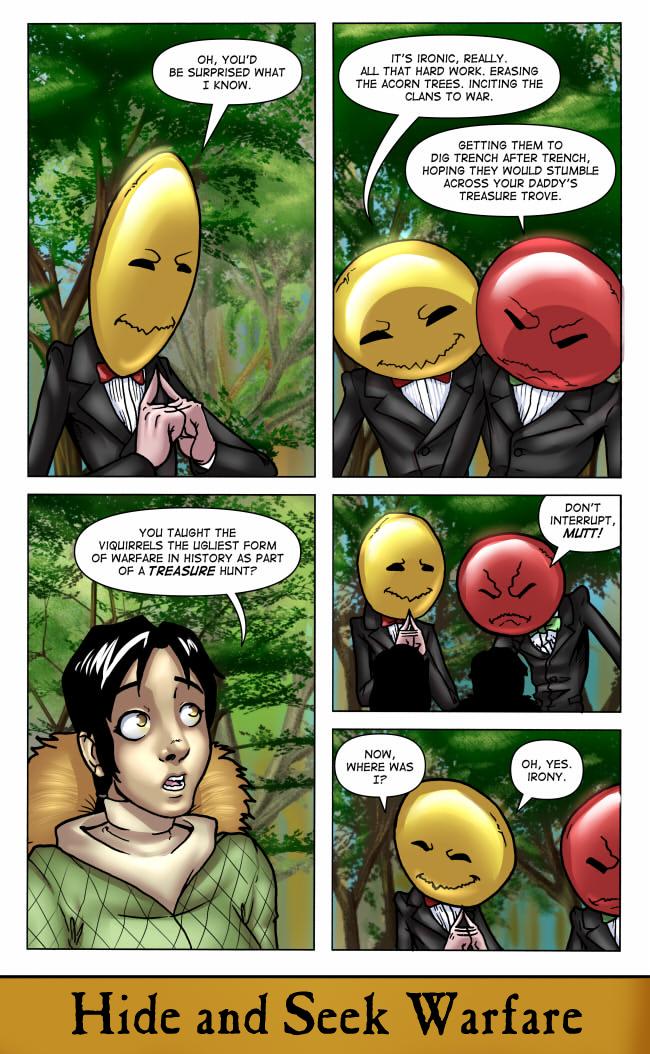 OH, YOU'D
BE SURPRISED WHAT
I KNOW.
IT'S IRONIC, REALLY.
ALL THAT HARD WORK. ERASING
THE ACORN TREES. INCITING THE
CLANS TO WAR.
GETTING THEM TO
DIG TRENCH AFTER TRENCH,
HOPING THEY WOULD STUMBLE
ACROSS YOUR DADDY'S
TREASURE TROVE.
YOU TAUGHT THE
VIQUIRRELS THE UGLIEST FORM
OF WARFARE IN HISTORY AS PART
OF A TREASURE HUNT?
DON'T
INTERRUPT,
MUTT!
NOW,
WHERE WAS
I?
OH, YES.
IRONY.
Hide and Seek Warfare